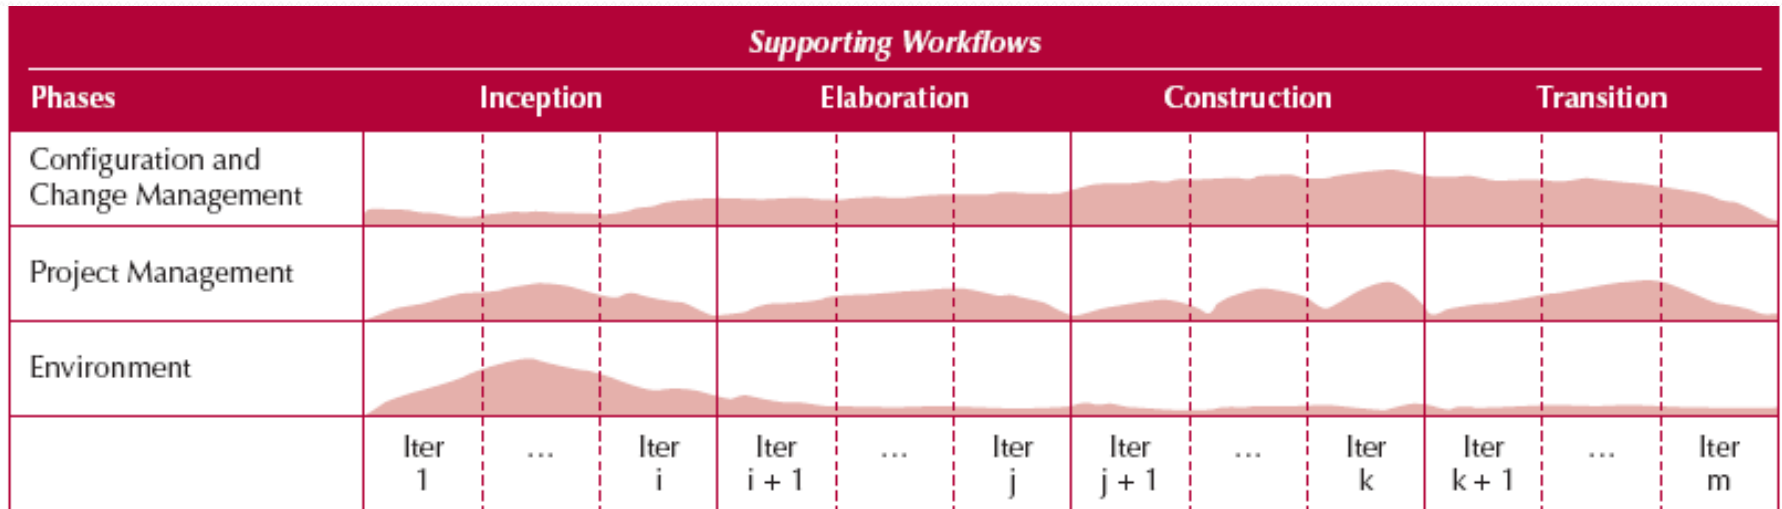 Supporting Workflows
Phases Inception Elaboration Construction Transition
Configuration and
Change Management
Project Management
Environment
Iter … Iter Iter … Iter Iter … Iter Iter … Iter
1 i i + 1 j j + 1 k k + 1 m